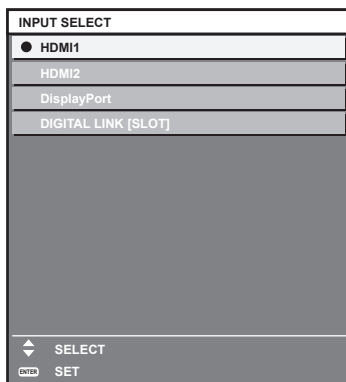 INPUT SELECT
HDMI1
HDMI2
DisplayPort
DIGITAL LINK [SLOT]
SELECT
ENTER SET